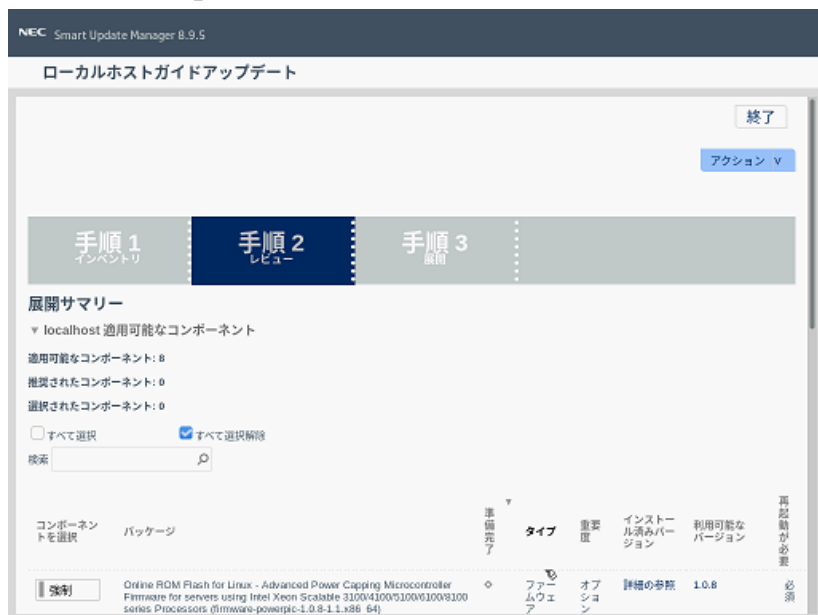 NEC Smart Update Manager 8.9.5
ローカルホストガイドアップデート
終了
アクション ∨
手順 1
インベントリ
手順 2
レビュー
手順 3
展開
展開サマリー
▼ localhost 適用可能なコンポーネント
適用可能なコンポーネント: 8
推奨されたコンポーネント: 0
選択されたコンポーネント: 0
すべて選択 すべて選択解除
検索
コンポーネン
トを選択
パッケージ
準
備
完
了
▼
タイプ
重要
度
インストー
ル済みバー
ジョン
利用可能な
バージョン
再
起
動
が
必
要
強制
Online ROM Flash for Linux - Advanced Power Capping Microcontroller
Firmware for servers using Intel Xeon Scalable 3100/4100/5100/6100/8100
series Processors (firmware-powerpic-1.0.8-1.1.x86_64)
ファー
ムウェ
ア
オプ
ショ
ン
詳細の参照
1.0.8
必
須